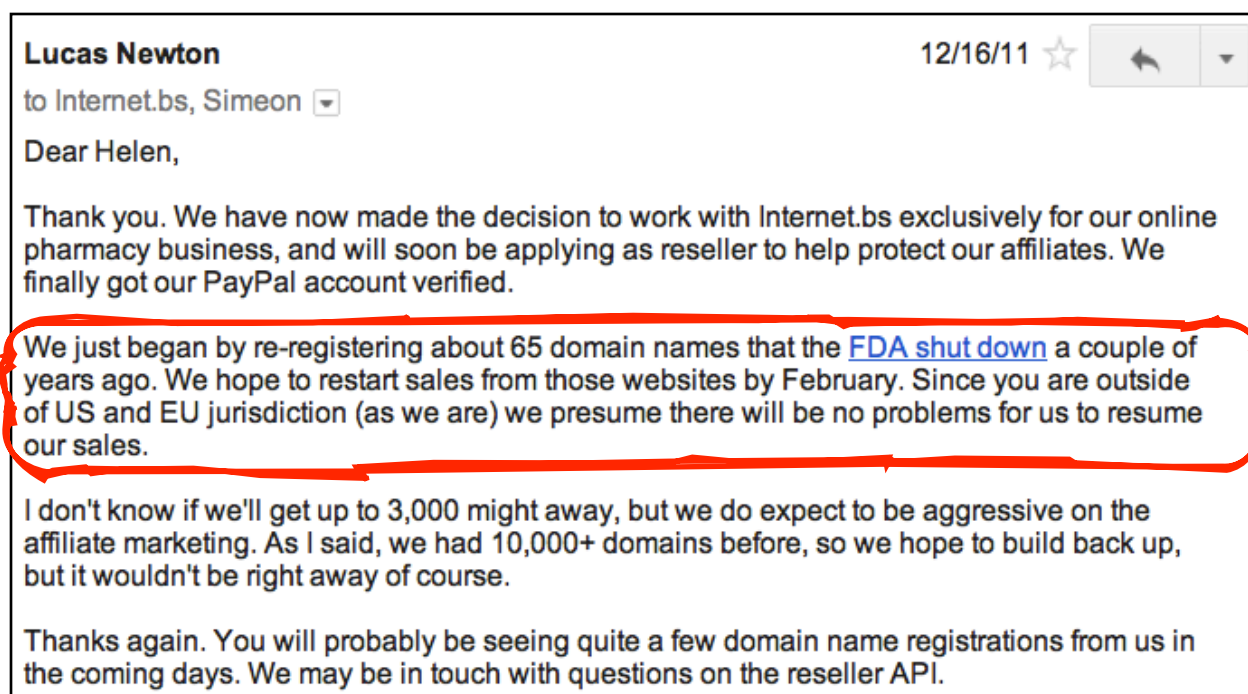 Lucas Newton 12/16/11
to Internet.bs, Simeon
Dear Helen,
Thank you. We have now made the decision to work with Internet.bs exclusively for our online
pharmacy business, and will soon be applying as reseller to help protect our affiliates. We
finally got our PayPal account verified.
We just began by re-registering about 65 domain names that the FDA shut down a couple of
years ago. We hope to restart sales from those websites by February. Since you are outside
of US and EU jurisdiction (as we are) we presume there will be no problems for us to resume
our sales.
I don't know if we'll get up to 3,000 might away, but we do expect to be aggressive on the
affiliate marketing. As I said, we had 10,000+ domains before, so we hope to build back up,
but it wouldn't be right away of course.
Thanks again. You will probably be seeing quite a few domain name registrations from us in
the coming days. We may be in touch with questions on the reseller API.